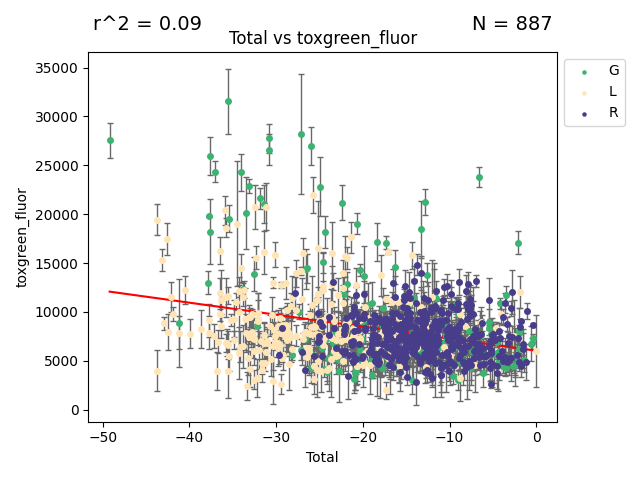 r^2 = 0.09 N = 887
Total vs toxgreen_fluor
35000
30000
25000
20000
15000
10000
5000
0
toxgreen_fluor
−50 −40 −30 −20 −10 0
Total
G
L
R